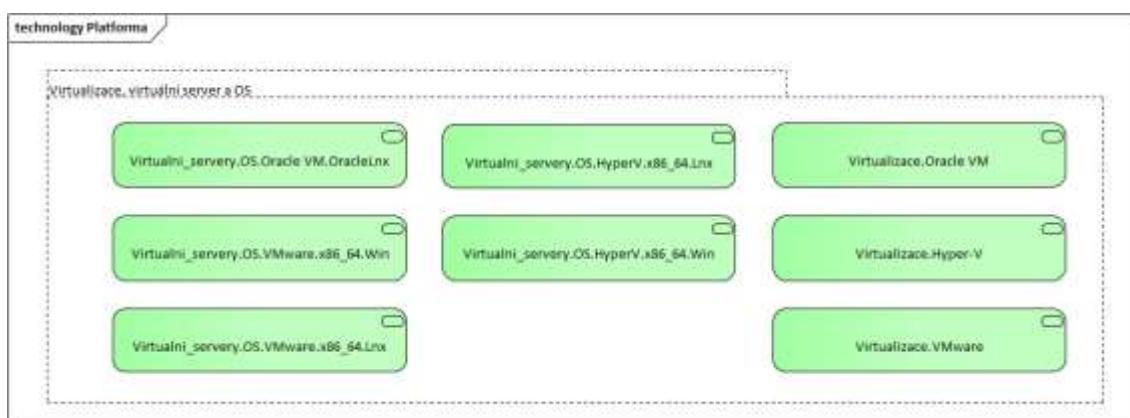 technology Platforma
Virtualizace, virtuální server a OS
Virtualni_servery.OS.Oracle VM.OracleLnx
Virtualni_servery.OS.HyperV.x86_64.Lnx
Virtualizace.Oracle VM
Virtualni_servery.OS.VMware.x86_64.Win
Virtualni_servery.OS.HyperV.x86_64.Win
Virtualizace.Hyper-V
Virtualni_servery.OS.VMware.x86_64.Lnx
Virtualizace.VMware